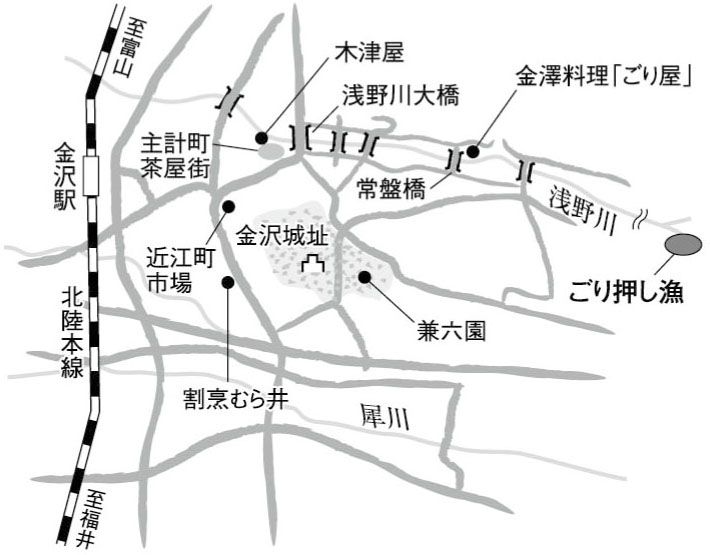 至富山
木津屋
金澤料理「ごり屋」
浅野川大橋
主計町
茶屋街
金沢駅
常盤橋
浅野川
金沢城址
近江町
市場
ごり押し漁
北陸本線
兼六園
割烹むら井
犀川
至福井